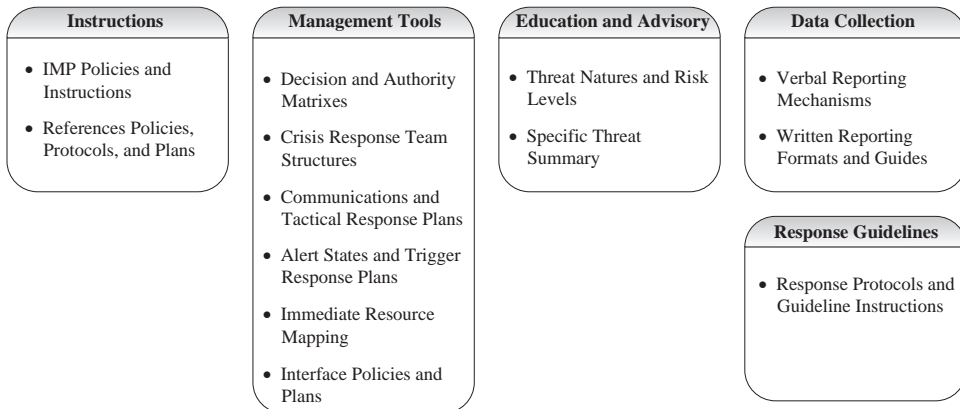 Instructions
• IMP Policies and
Instructions
• References Policies,
Protocols, and Plans
Management Tools
• Decision and Authority
Matrixes
• Crisis Response Team
Structures
• Communications and
Tactical Response Plans
• Alert States and Trigger
Response Plans
• Immediate Resource
Mapping
• Interface Policies and
Plans
Education and Advisory
• Threat Natures and Risk
Levels
• Specific Threat
Summary
Data Collection
• Verbal Reporting
Mechanisms
• Written Reporting
Formats and Guides
Response Guidelines
• Response Protocols and
Guideline Instructions